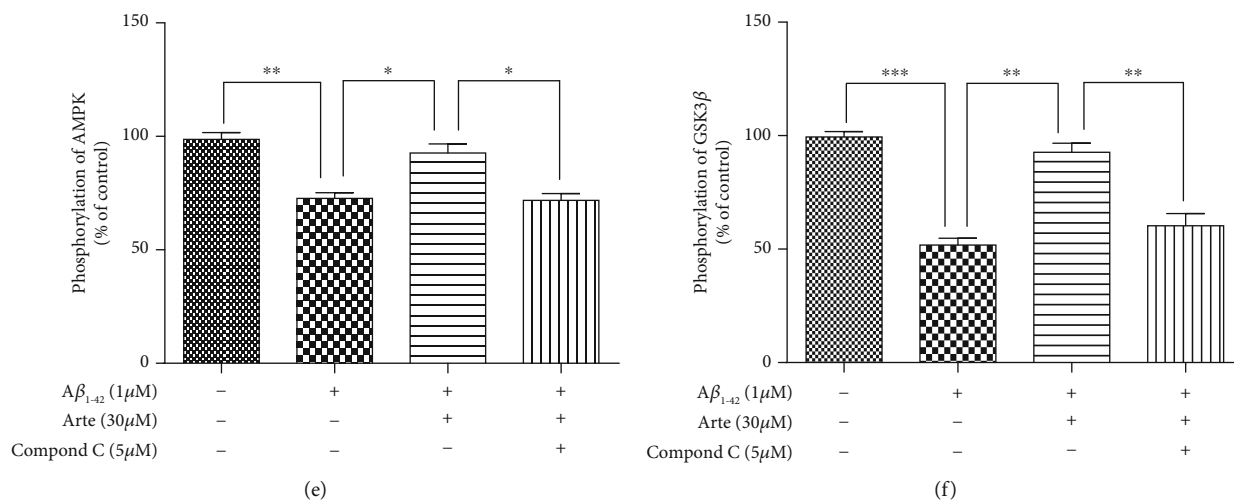 150
100
50
0
Phosphorylation of AMPK
(% of control)
** * *
Aβ1-42 (1μM) – + + +
Arte (30μM) – – + +
Compond C (5μM) – – – +
(e)
150
100
50
0
Phosphorylation of GSK3β
(% of control)
*** ** **
Aβ1-42 (1μM) – + + +
Arte (30μM) – – + +
Compond C (5μM) – – – +
(f)